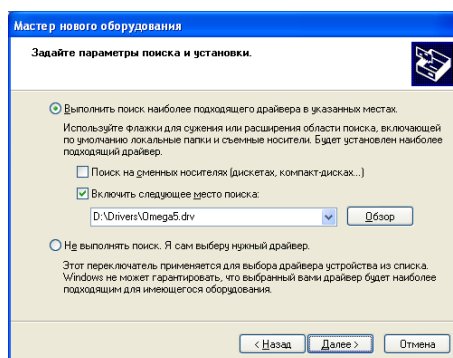 Мастер нового оборудования
Задайте параметры поиска и установки.
Выполнить поиск наиболее подходящего драйвера в указанных местах.
Используйте флажки для сужения или расширения области поиска, включающей
по умолчанию локальные папки и съемные носители. Будет установлен наиболее
подходящий драйвер.
Поиск на сменных носителях (дискетах, компакт-дисках...)
Включить следующее место поиска:
D:\Drivers\Omega5.drv
Обзор
Не выполнять поиск. Я сам выберу нужный драйвер.
Этот переключатель применяется для выбора драйвера устройства из списка.
Windows не может гарантировать, что выбранный вами драйвер будет наиболее
подходящим для имеющегося оборудования.
< Назад Далее > Отмена